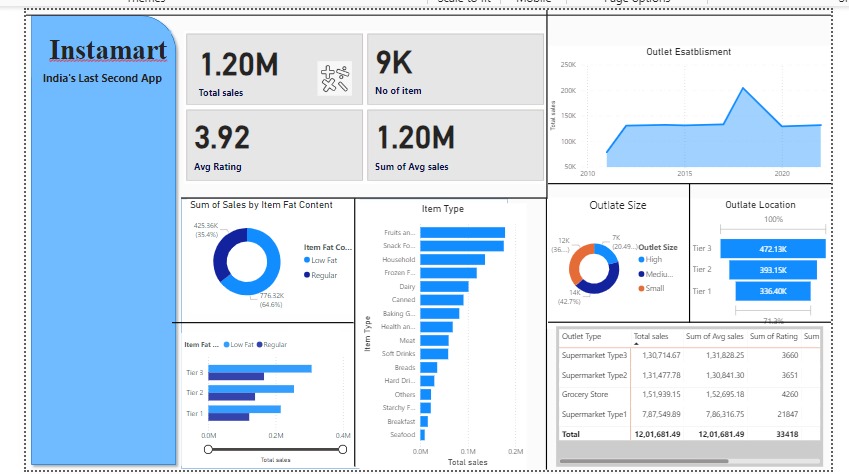 Themes
Scale to fit
Mobile
Page options
Instamart
India's Last Second App
1.20M
Total sales
9K
No of item
3.92
Avg Rating
1.20M
Sum of Avg sales
Outlet Esatblisment
Total sales
250K
200K
150K
100K
50K
2010
2015
2020
Sum of Sales by Item Fat Content
425.36K
(35.4%)
776.32K
(64.6%)
Item Fat Co...
Low Fat
Regular
Item Type
Item Type
Fruits an...
Snack Fo...
Household
Frozen F...
Dairy
Canned
Baking G...
Health an...
Meat
Soft Drinks
Breads
Hard Dri...
Others
Starchy F...
Breakfast
Seafood
0.0M
0.1M
0.2M
Total sales
Outlate Size
12K
(36....)
7K
(20.49...)
14K
(42.7%)
Outlet Size
High
Mediu...
Small
Outlate Location
100%
Tier 3 472.13K
Tier 2 393.15K
Tier 1 336.40K
71.3%
Item Fat ... Low Fat Regular
Tier 3
Tier 2
Tier 1
0.0M 0.2M 0.4M
Total sales
Outlet Type Total sales Sum of Avg sales Sum of Rating Sum
Supermarket Type3 1,30,714.67 1,31,828.25 3660
Supermarket Type2 1,31,477.78 1,30,841.30 3651
Grocery Store 1,51,939.15 1,52,695.18 4260
Supermarket Type1 7,87,549.89 7,86,316.75 21847
Total 12,01,681.49 12,01,681.49 33418